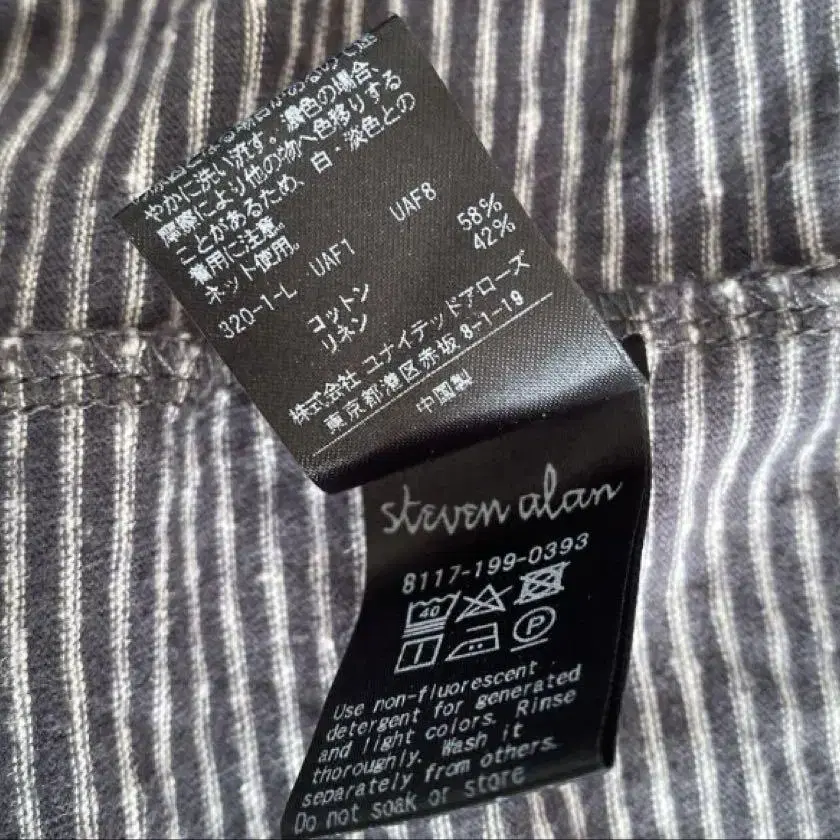 やかに洗い流す。濃色の場合、
摩擦により他の物へ色移りする
ことがあるため、白・淡色との
着用に注意
ネット使用。
320-1-L UAF1 UAF8
コットン 58%
リネン 42%
株式会社 ユナイテッドアローズ
東京都港区赤坂 8-1-19
中国製
steven alan
8117-199-0393
40
P
Use non-fluorescent
detergent for generated
and light colors. Rinse
thoroughly. Wash it
separately from others.
Do not soak or store